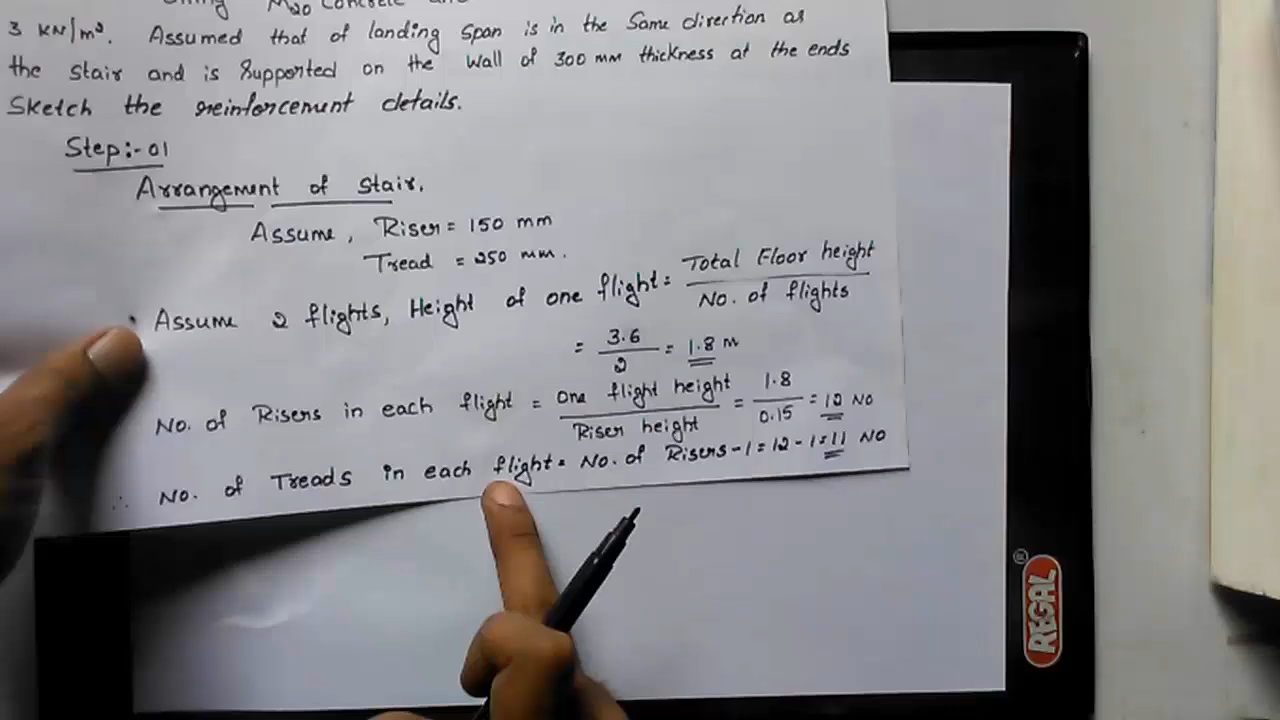 Using M20 Concrete and
3 KN/m². Assumed that of landing span is in the same direction as
the stair and is supported on the wall of 300 mm thickness at the ends
Sketch the reinforcement details.
Step:-01
Arrangement of stair.
Assume, Riser = 150 mm
Tread = 250 mm.
Assume 2 flights, Height of one flight = Total Floor height / No. of flights
= 3.6 / 2 = 1.8 m
No. of Risers in each flight = One flight height / Riser height = 1.8 / 0.15 = 12 NO
∴ No. of Treads in each flight = No. of Risers - 1 = 12 - 1 = 11 NO
REGAL ®